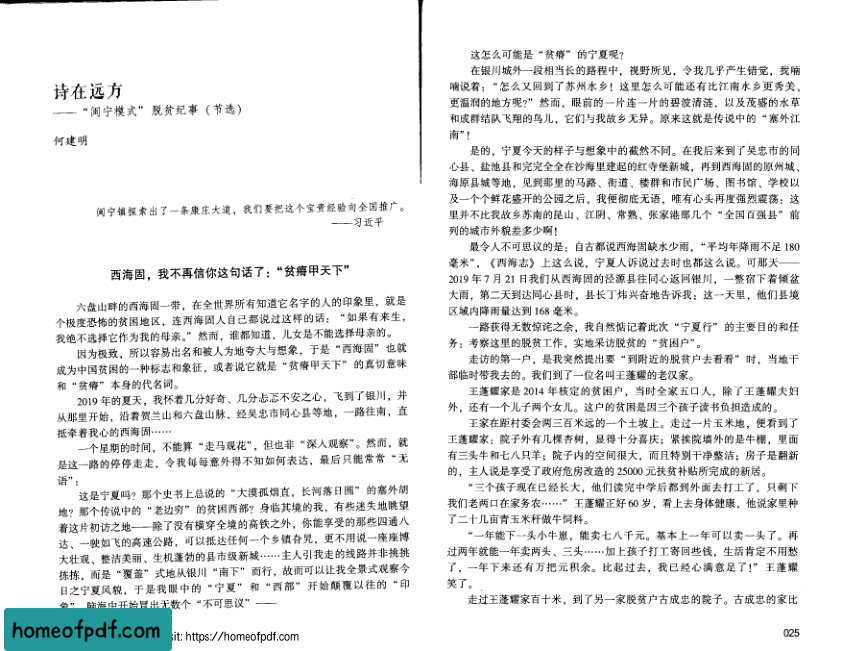 诗在远方
——“闽宁模式”脱贫纪事（节选）
何建明
闽宁镇探索出了一条康庄大道，我们要把这个宝贵经验向全国推广。
——习近平
西海固，我不再信你这句话了：“贫瘠甲天下”
六盘山畔的西海固一带，在全世界所有知道它名字的人的印象里，就是
个极度恐怖的贫困地区，连西海固人自己都说过这样的话：“如果有来生，
我绝不选择它作为我的母亲。”然而，谁都知道，儿女是不能选择母亲的。
因为极致，所以容易出名和被人为地夸大与想象，于是“西海固”也就
成为中国贫困的一种标志和象征，或者说它就是“贫瘠甲天下”的真切意味
和“贫瘠”本身的代名词。
2019 年的夏天，我怀着几分好奇、几分忐忑不安之心，飞到了银川，并
从那里开始，沿着贺兰山和六盘山脉，经吴忠市同心县等地，一路往南，直
抵牵着我心的西海固……
一个星期的时间，不能算“走马观花”，但也非“深入观察”。然而，就
是这一路的停停走走，令我每每意外得不知如何表达，最后只能常常“无
语”：
这是宁夏吗？那个史书上总说的“大漠孤烟直，长河落日圆”的塞外胡
地？那个传说中的“老边穷”的贫困西部？身临其境的我，有些迷失地眺望
着这片初访之地——除了没有横穿全境的高铁之外，你能享受的那些四通八
达、一驶如飞的高速公路，可以抵达任何一个乡镇旮旯，更不用说一座座博
大壮观、整洁美丽、生机蓬勃的县市级新城……主人引我走的线路并非挑挑
拣拣，而是“覆盖”式地从银川“南下”而行，故而可以让我全景式观察今
日之宁夏风貌，于是我眼中的“宁夏”和“西部”开始颠覆以往的“印
象”，脑海中开始冒出无数个“不可思议”——
homeofpdf.com
sit: https://homeofpdf.com
这怎么可能是“贫瘠”的宁夏呢？
在银川城外一段相当长的路程中，视野所见，令我几乎产生错觉，我喃
喃说着：“怎么又回到了苏州水乡！这里怎么可能还有比江南水乡更秀美、
更温润的地方呢？”然而，眼前的一片连一片的碧波清涟，以及茂盛的水草
和成群结队飞翔的鸟儿，它们与我故乡无异。原来这就是传说中的“塞外江
南”！
是的，宁夏今天的样子与想象中的截然不同。在我后来到了吴忠市的同
心县、盐池县和完完全全在沙海里建起的红寺堡新城，再到西海固的原州城、
海原县城等地，见到那里的马路、街道、楼群和市民广场、图书馆、学校以
及一个个鲜花盛开的公园之后，我便彻底无语，唯有心头再度强烈震荡：这
里并不比我故乡苏南的昆山、江阴、常熟、张家港那几个“全国百强县”前
列的城市外貌差多少啊！
最令人不可思议的是：自古都说西海固缺水少雨，“平均年降雨不足 180
毫米”，《西海志》上这么说，宁夏人诉说过去时也都这么说。可那天——
2019 年 7 月 21 日我们从西海固的泾源县往同心返回银川，一整宿下着倾盆
大雨，第二天到达同心县时，县长丁炜兴奋地告诉我：这一天里，他们县境
区域内降雨量达到 168 毫米。
一路获得无数惊诧之余，我自然惦记着此次“宁夏行”的主要目的和任
务：考察这里的脱贫工作，实地采访脱贫的“贫困户”。
走访的第一户，是我突然提出要“到附近的脱贫户去看看”时，当地干
部临时带我去的。我们到了一位名叫王蓬耀的老汉家。
王蓬耀家是 2014 年核定的贫困户，当时全家五口人，除了王蓬耀夫妇
外，还有一个儿子两个女儿。这户的贫困是因三个孩子读书负担造成的。
王家在距村委会两三百米远的一个土坡上。走过一片玉米地，便看到了
王蓬耀家：院子外有几棵杏树，显得十分喜庆；紧挨院墙外的是牛棚，里面
有三头牛和七八只羊；院子内的空间很大，而且特别干净整洁；房子是翻新
的，主人说是享受了政府危房改造的 25000 元扶贫补贴所完成的新居。
“三个孩子现在已经长大，他们读完中学后都到外面去打工了，只剩下
我们老两口在家务农……”王蓬耀正好 60 岁，看上去身体健康，他说家里种
了二十几亩青玉米秆做牛饲料。
“一年能下一头小牛崽，能卖七八千元。基本上一年可以卖一头了。再
过两年就能一年卖两头、三头……加上孩子打工寄回些钱，生活肯定不用愁
了，一年下来还有万把元积余。比起过去，我已经心满意足了！”王蓬耀
笑了。
走过王蓬耀家百十米，到了另一家脱贫户古成忠的院子。古成忠的家比
025